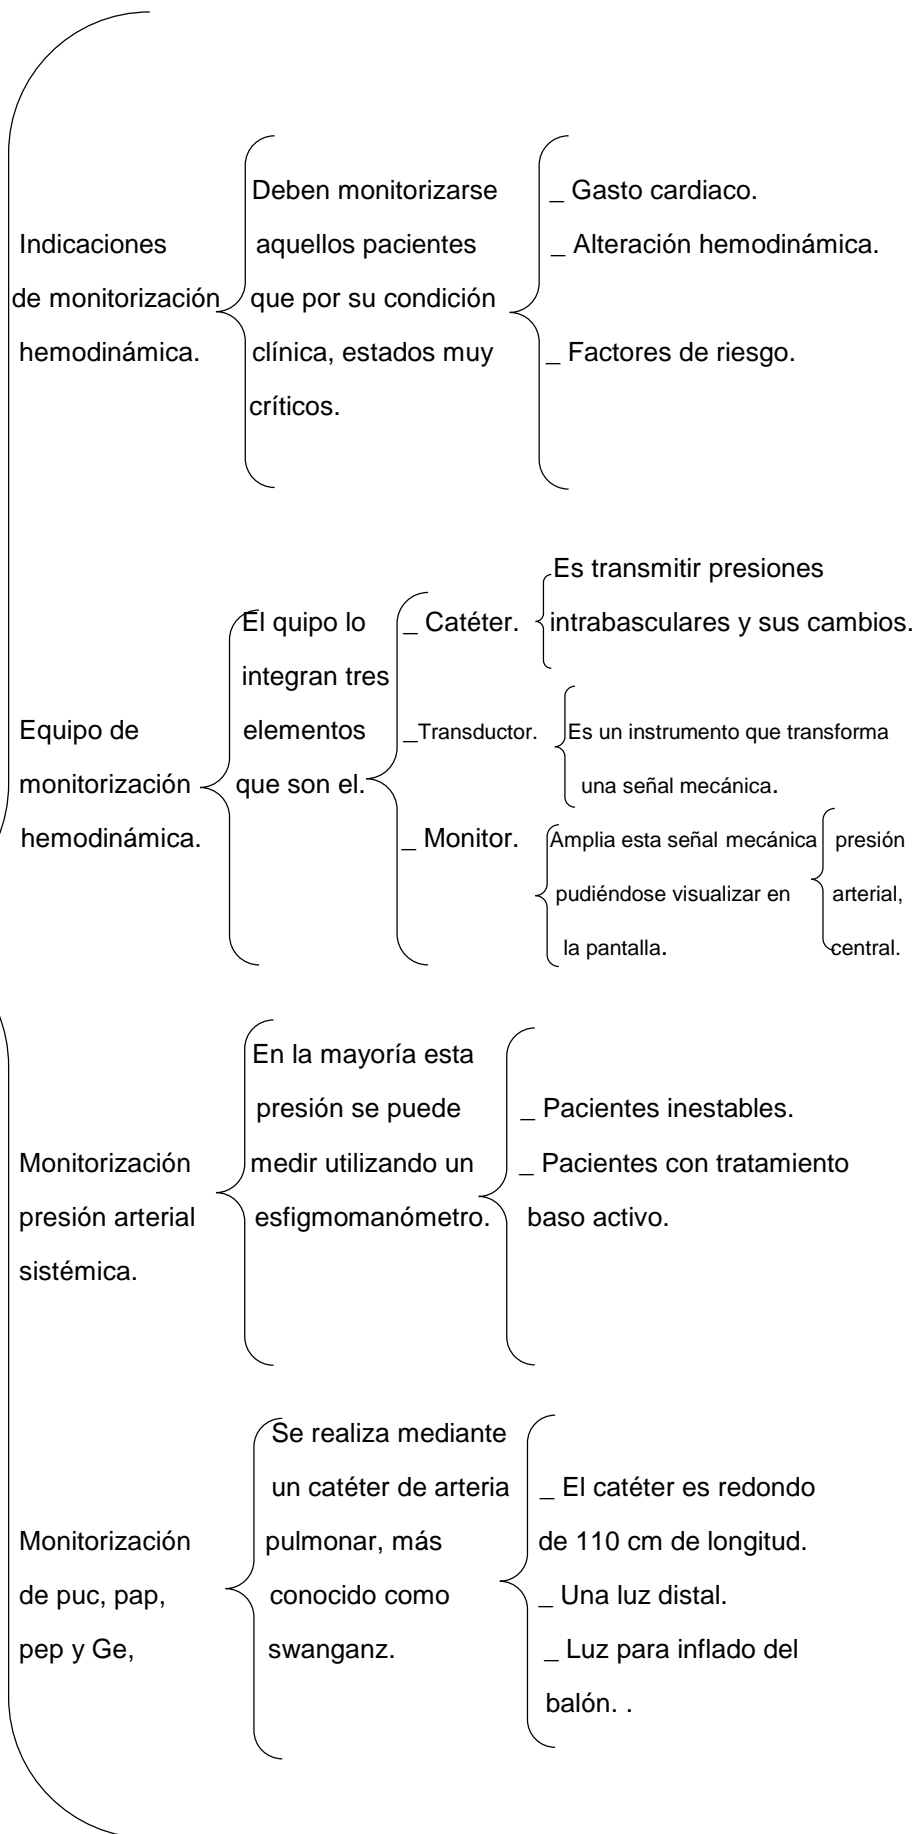 Indicaciones
de monitorización
hemodinámica.
Deben monitorizarse
aquellos pacientes
que por su condición
clínica, estados muy
críticos.
_ Gasto cardiaco.
_ Alteración hemodinámica.
_ Factores de riesgo.
Equipo de
monitorización
hemodinámica.
El quipo lo
integran tres
elementos
que son el.
_ Catéter.
Es transmitir presiones
intrabasculares y sus cambios.
_Transductor.
Es un instrumento que transforma
una señal mecánica.
_ Monitor.
Amplia esta señal mecánica
pudiéndose visualizar en
la pantalla.
presión
arterial,
central.
Monitorización
presión arterial
sistémica.
En la mayoría esta
presión se puede
medir utilizando un
esfigmomanómetro.
_ Pacientes inestables.
_ Pacientes con tratamiento
baso activo.
Monitorización
de puc, pap,
pep y Ge,
Se realiza mediante
un catéter de arteria
pulmonar, más
conocido como
swanganz.
_ El catéter es redondo
de 110 cm de longitud.
_ Una luz distal.
_ Luz para inflado del
balón. .